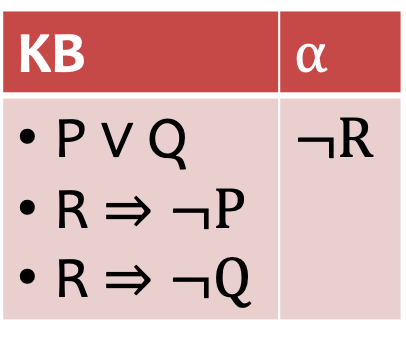 KB α
• P ∨ Q ¬R
• R ⇒ ¬P
• R ⇒ ¬Q